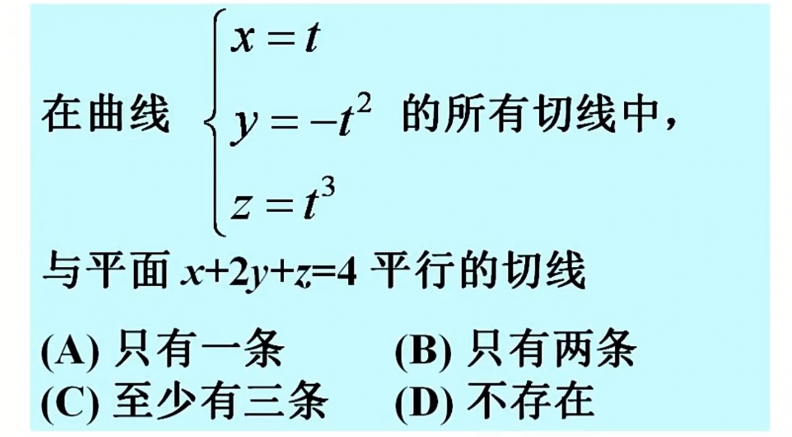 x = t
在曲线 { y = −t² 的所有切线中，
z = t³
与平面 x+2y+z=4 平行的切线
(A) 只有一条 (B) 只有两条
(C) 至少有三条 (D) 不存在